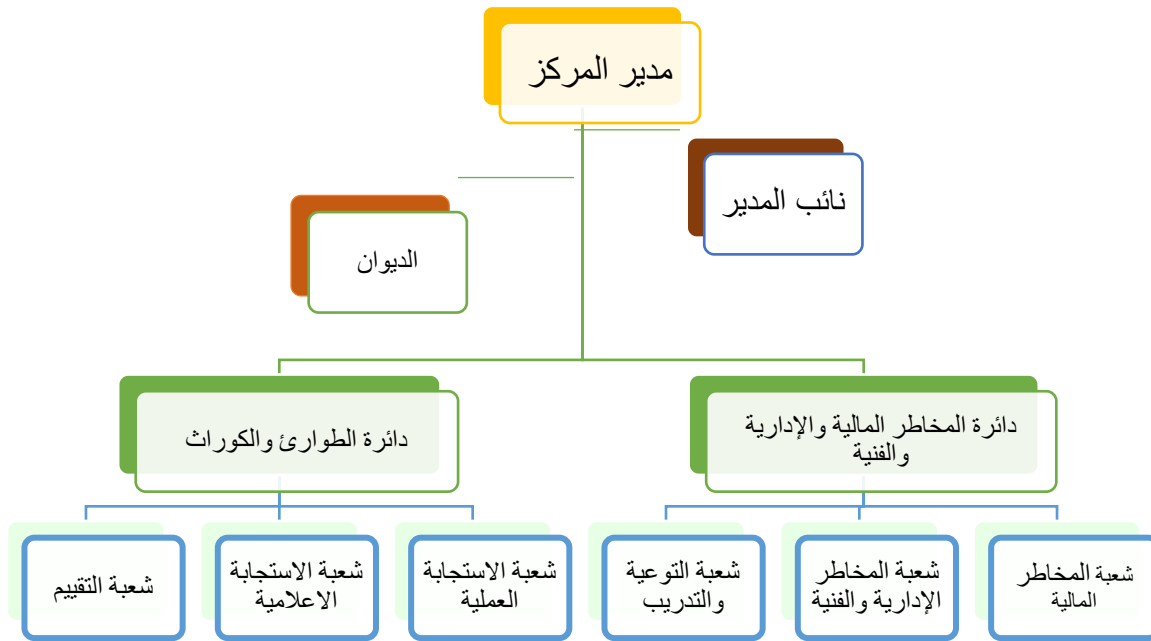 مدير المركز
نائب المدير
الديوان
دائرة المخاطر المالية والإدارية
والفنية
دائرة الطوارئ والكوراث
شعبة المخاطر
المالية
شعبة المخاطر
الإدارية والفنية
شعبة التوعية
والتدريب
شعبة الاستجابة
العملية
شعبة الاستجابة
الاعلامية
شعبة التقييم